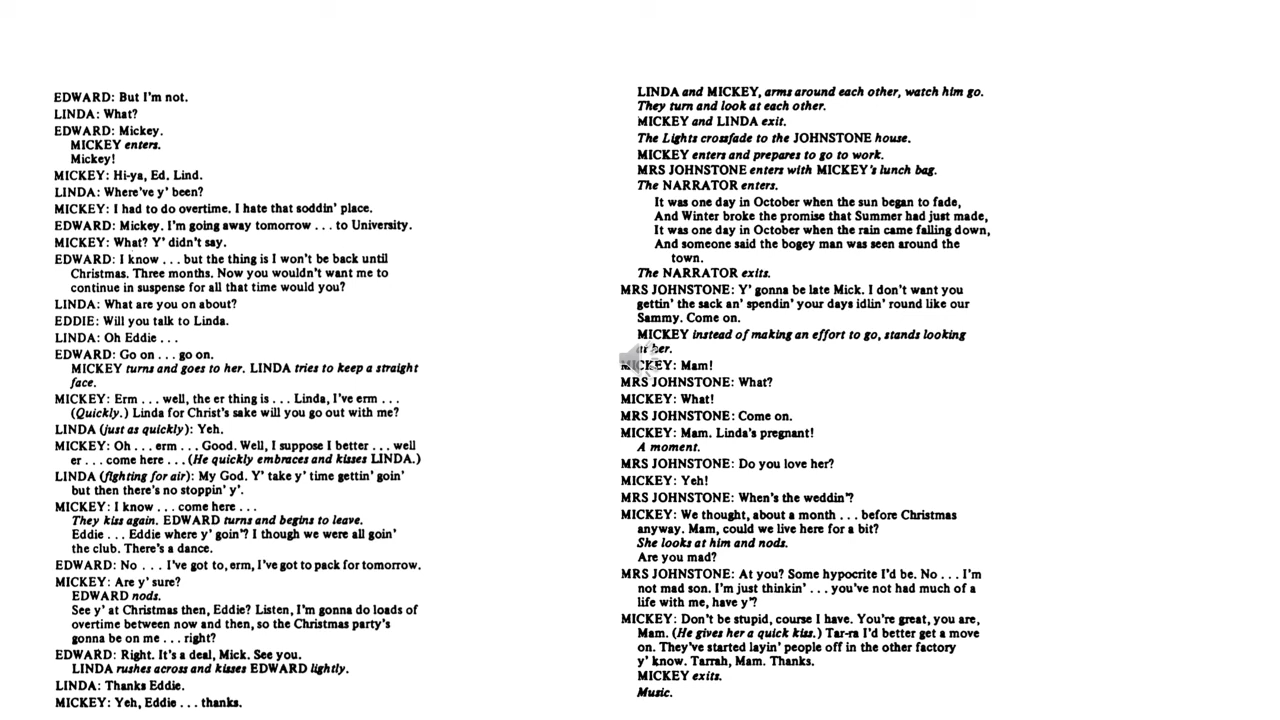 EDWARD: But I'm not.
LINDA: What?
EDWARD: Mickey.
MICKEY enters.
Mickey!
MICKEY: Hi-ya, Ed. Lind.
LINDA: Where've y' been?
MICKEY: I had to do overtime. I hate that soddin' place.
EDWARD: Mickey. I'm going away tomorrow . . . to University.
MICKEY: What? Y' didn't say.
EDWARD: I know . . . but the thing is I won't be back until
Christmas. Three months. Now you wouldn't want me to
continue in suspense for all that time would you?
LINDA: What are you on about?
EDDIE: Will you talk to Linda.
LINDA: Oh Eddie . . .
EDWARD: Go on . . . go on.
MICKEY turns and goes to her. LINDA tries to keep a straight
face.
MICKEY: Erm . . . well, the er thing is . . . Linda, I've erm . . .
(Quickly.) Linda for Christ's sake will you go out with me?
LINDA (just as quickly): Yeh.
MICKEY: Oh . . . erm . . . Good. Well, I suppose I better . . . well
er . . . come here . . . (He quickly embraces and kisses LINDA.)
LINDA (fighting for air): My God. Y' take y' time gettin' goin'
but then there's no stoppin' y'.
MICKEY: I know . . . come here . . .
They kiss again. EDWARD turns and begins to leave.
Eddie . . . Eddie where y' goin'? I though we were all goin'
the club. There's a dance.
EDWARD: No . . . I've got to, erm, I've got to pack for tomorrow.
MICKEY: Are y' sure?
EDWARD nods.
See y' at Christmas then, Eddie? Listen, I'm gonna do loads of
overtime between now and then, so the Christmas party's
gonna be on me . . . right?
EDWARD: Right. It's a deal, Mick. See you.
LINDA rushes across and kisses EDWARD lightly.
LINDA: Thanks Eddie.
MICKEY: Yeh, Eddie . . . thanks.
LINDA and MICKEY, arms around each other, watch him go.
They turn and look at each other.
MICKEY and LINDA exit.
The Lights crossfade to the JOHNSTONE house.
MICKEY enters and prepares to go to work.
MRS JOHNSTONE enters with MICKEY's lunch bag.
The NARRATOR enters.
It was one day in October when the sun began to fade,
And Winter broke the promise that Summer had just made,
It was one day in October when the rain came falling down,
And someone said the bogey man was seen around the
town.
The NARRATOR exits.
MRS JOHNSTONE: Y' gonna be late Mick. I don't want you
gettin' the sack an' spendin' your days idlin' round like our
Sammy. Come on.
MICKEY instead of making an effort to go, stands looking
at her.
MICKEY: Mam!
MRS JOHNSTONE: What?
MICKEY: What!
MRS JOHNSTONE: Come on.
MICKEY: Mam. Linda's pregnant!
A moment.
MRS JOHNSTONE: Do you love her?
MICKEY: Yeh!
MRS JOHNSTONE: When's the weddin'?
MICKEY: We thought, about a month . . . before Christmas
anyway. Mam, could we live here for a bit?
She looks at him and nods.
Are you mad?
MRS JOHNSTONE: At you? Some hypocrite I'd be. No . . . I'm
not mad son. I'm just thinkin' . . . you've not had much of a
life with me, have y'?
MICKEY: Don't be stupid, course I have. You're great, you are,
Mam. (He gives her a quick kiss.) Tar-ra I'd better get a move
on. They've started layin' people off in the other factory
y' know. Tarrah, Mam. Thanks.
MICKEY exits.
Music.